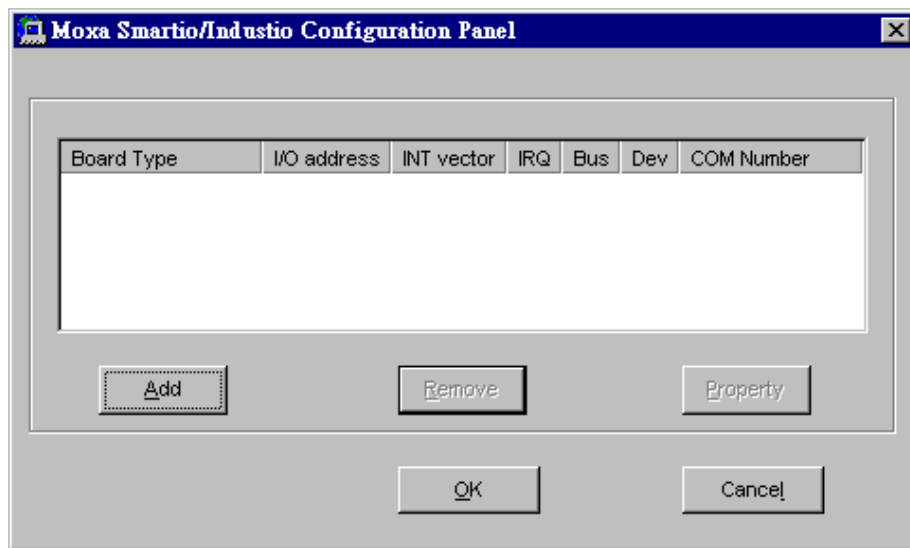 Moxa Smartio/Industio Configuration Panel
Board Type I/O address INT vector IRQ Bus Dev COM Number
Add Remove Property
OK Cancel